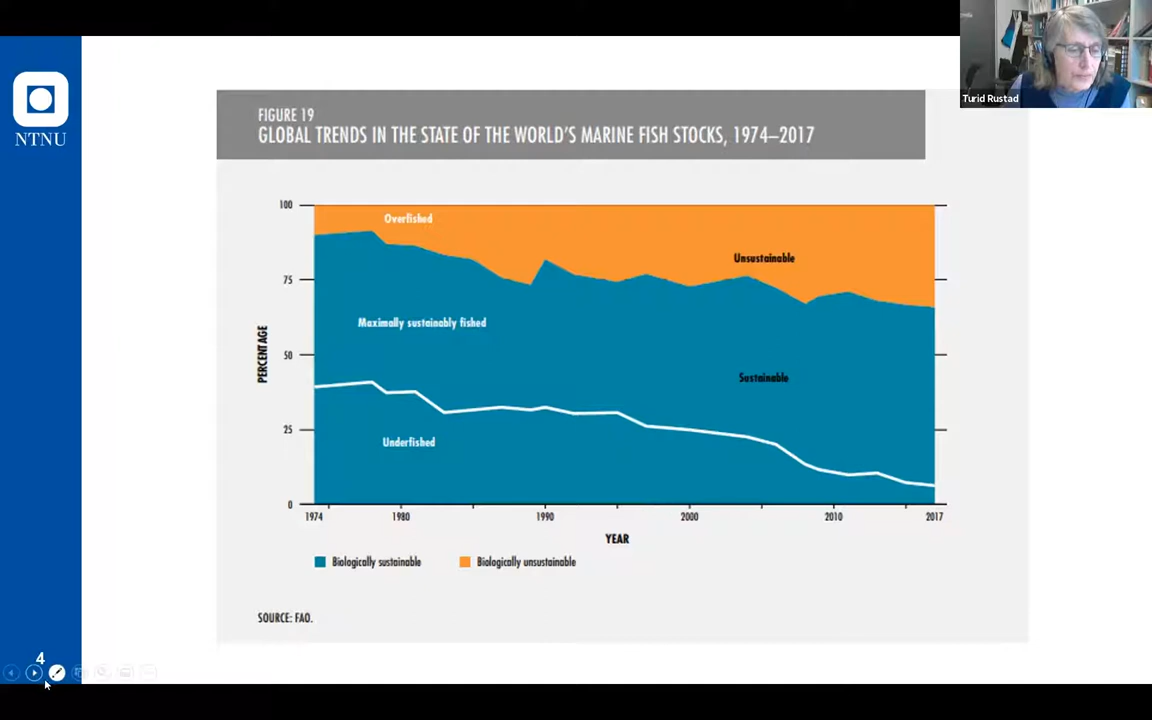 NTNU
Turid Rustad
FIGURE 19
GLOBAL TRENDS IN THE STATE OF THE WORLD'S MARINE FISH STOCKS, 1974–2017
100
75
50
25
0
PERCENTAGE
Overfished
Unsustainable
Maximally sustainably fished
Sustainable
Underfished
1974
1980
1990
2000
2010
2017
YEAR
Biologically sustainable
Biologically unsustainable
SOURCE: FAO.
4